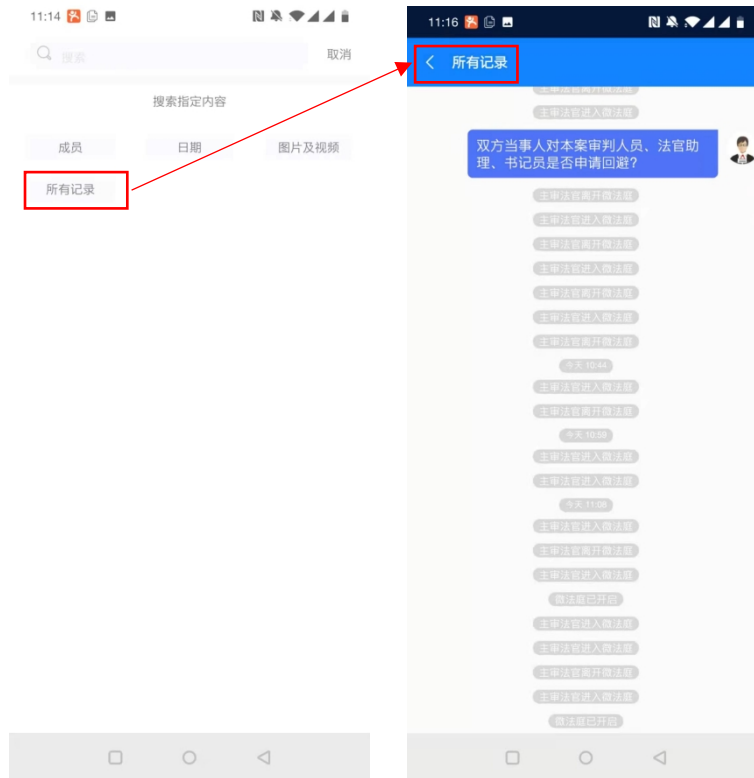 11:14
搜索
取消
搜索指定内容
成员
日期
图片及视频
所有记录
11:16
所有记录
主审法官离开微法庭
主审法官进入微法庭
双方当事人对本案审判人员、法官助
理、书记员是否申请回避?
主审法官离开微法庭
主审法官进入微法庭
主审法官离开微法庭
主审法官进入微法庭
主审法官离开微法庭
主审法官进入微法庭
主审法官离开微法庭
今天 10:44
主审法官进入微法庭
主审法官离开微法庭
今天 10:59
主审法官进入微法庭
主审法官进入微法庭
今天 11:08
主审法官进入微法庭
主审法官离开微法庭
主审法官进入微法庭
微法庭已开启
主审法官进入微法庭
主审法官进入微法庭
主审法官离开微法庭
主审法官进入微法庭
微法庭已开启